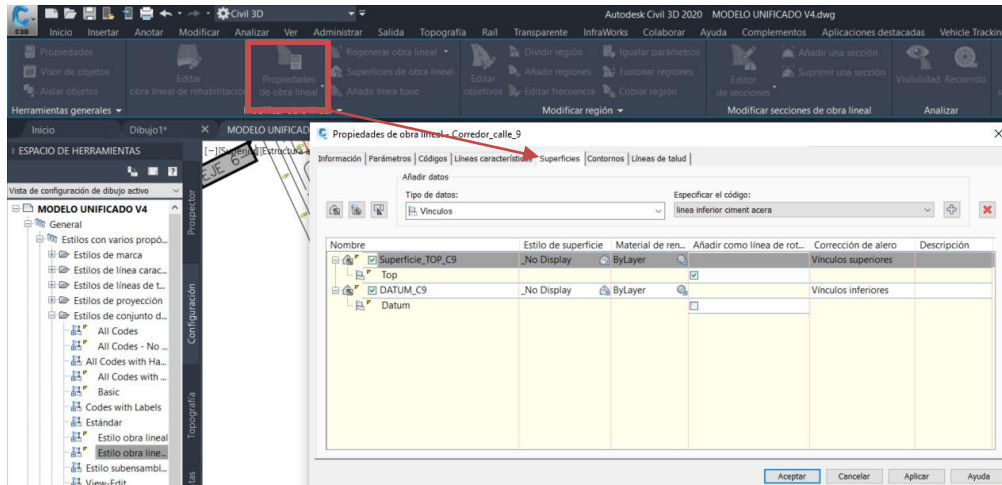 C3D
Civil 3D
Autodesk Civil 3D 2020 MODELO UNIFICADO V4.dwg
Inicio Insertar Anotar Modificar Analizar Ver Administrar Salida Topografía Raíl Transparente InfraWorks Colaborar Ayuda Complementos Aplicaciones destacadas Vehicle Trackin
Propiedades
Visor de objetos
Aislar objetos
Herramientas generales
Editar
obra lineal de rehabilitación
Propiedades
de obra lineal
Regenerar obra lineal
Superficies de obra lineal
Añadir línea base
Editar
objetivos
Dividir región
Añadir regiones
Editar frecuencia
Igualar parámetros
Fusionar regiones
Copiar región
Modificar región
Editor
de secciones
Añadir una sección
Suprimir una sección
Modificar secciones de obra lineal
Visibilidad Recorrido
Analizar
Inicio Dibujo1* MODELO UNIFICAD
ESPACIO DE HERRAMIENTAS
Vista de configuración de dibujo activo
MODELO UNIFICADO V4
General
Estilos con varios propó...
Estilos de marca
Estilos de línea carac...
Estilos de líneas de t...
Estilos de proyección
Estilos de conjunto d...
All Codes
All Codes - No ...
All Codes with Ha...
All Codes with ...
Basic
Codes with Labels
Estándar
Estilo obra lineal
Estilo obra line...
Estilo subensambl...
View-Edit
Prospector
Configuración
Topografía
EJE 6
Propiedades de obra lineal - Corredor_calle_9
Información Parámetros Códigos Líneas características Superficies Contornos Líneas de talud
Añadir datos
Tipo de datos: Especificar el código:
Vínculos linea inferior ciment acera
Nombre Estilo de superficie Material de ren... Añadir como línea de rot... Corrección de alero Descripción
Superficie_TOP_C9 _No Display ByLayer Vínculos superiores
Top
DATUM_C9 _No Display ByLayer Vínculos inferiores
Datum
Aceptar Cancelar Aplicar Ayuda